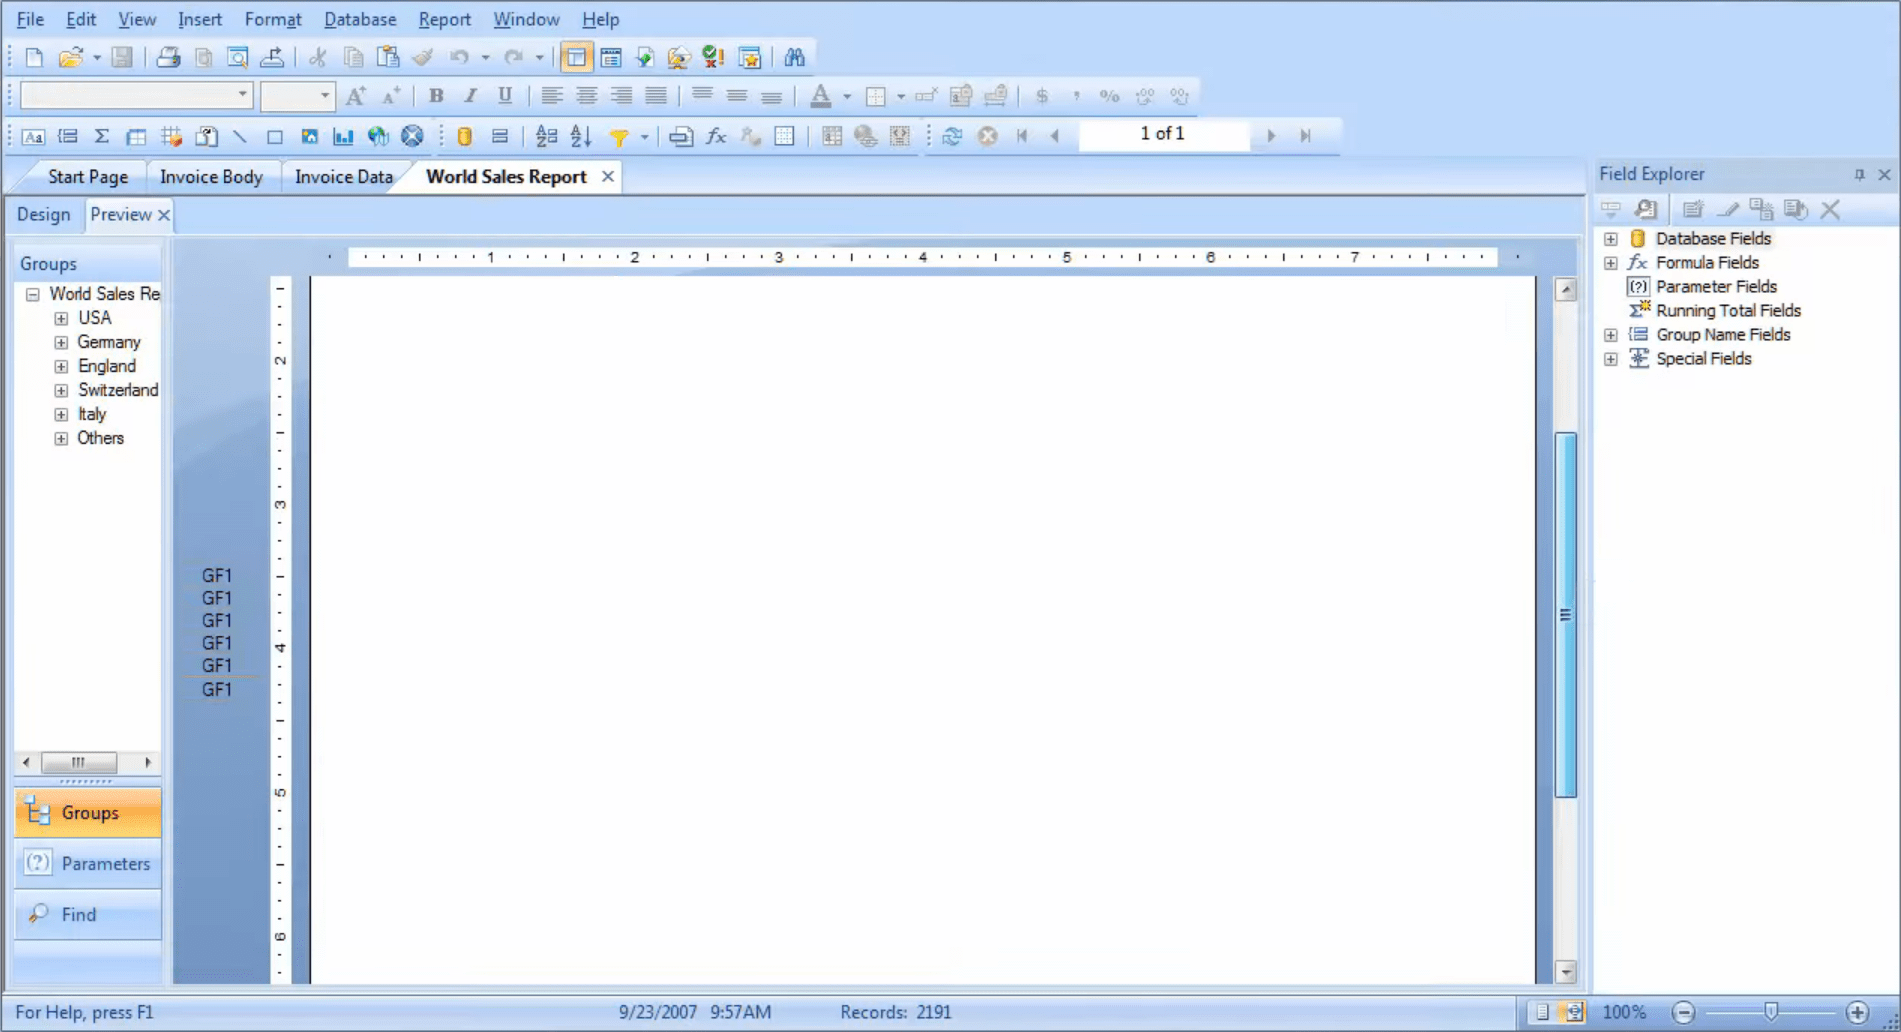 File Edit View Insert Format Database Report Window Help
B I U A $ , %
Aa Σ fx 1 of 1
Start Page Invoice Body Invoice Data World Sales Report
Field Explorer
Design Preview
Database Fields
Formula Fields
Parameter Fields
Running Total Fields
Group Name Fields
Special Fields
Groups
World Sales Re
USA
Germany
England
Switzerland
Italy
Others
1 2 3 4 5 6 7
2
3
4
5
6
GF1
GF1
GF1
GF1
GF1
GF1
Groups
Parameters
Find
For Help, press F1 9/23/2007 9:57AM Records: 2191 100%